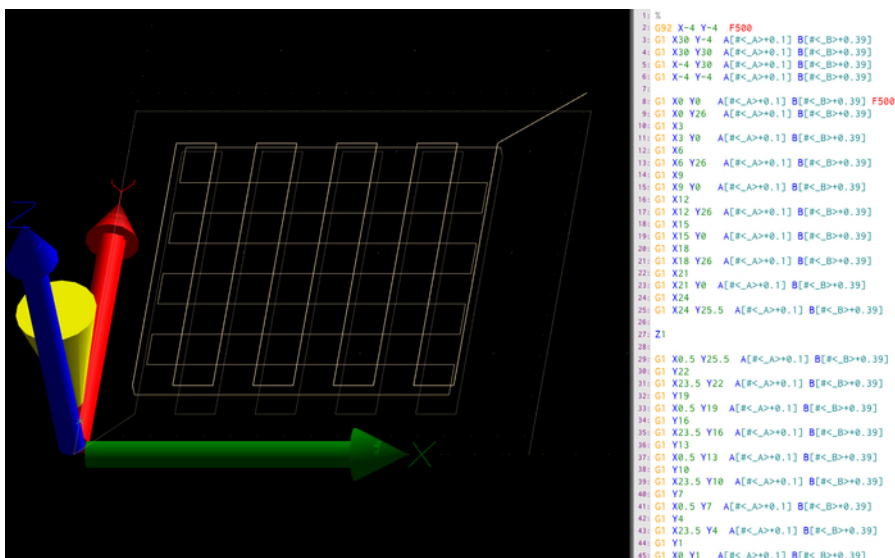 Z
Y
X
1: %
2: G92 X-4 Y-4 F500
3: G1 X30 Y-4 A[#<_A>+0.1] B[#<_B>+0.39]
4: G1 X30 Y30 A[#<_A>+0.1] B[#<_B>+0.39]
5: G1 X-4 Y30 A[#<_A>+0.1] B[#<_B>+0.39]
6: G1 X-4 Y-4 A[#<_A>+0.1] B[#<_B>+0.39]
7:
8: G1 X0 Y0 A[#<_A>+0.1] B[#<_B>+0.39] F500
9: G1 X0 Y26 A[#<_A>+0.1] B[#<_B>+0.39]
10: G1 X3
11: G1 X3 Y0 A[#<_A>+0.1] B[#<_B>+0.39]
12: G1 X6
13: G1 X6 Y26 A[#<_A>+0.1] B[#<_B>+0.39]
14: G1 X9
15: G1 X9 Y0 A[#<_A>+0.1] B[#<_B>+0.39]
16: G1 X12
17: G1 X12 Y26 A[#<_A>+0.1] B[#<_B>+0.39]
18: G1 X15
19: G1 X15 Y0 A[#<_A>+0.1] B[#<_B>+0.39]
20: G1 X18
21: G1 X18 Y26 A[#<_A>+0.1] B[#<_B>+0.39]
22: G1 X21
23: G1 X21 Y0 A[#<_A>+0.1] B[#<_B>+0.39]
24: G1 X24
25: G1 X24 Y25.5 A[#<_A>+0.1] B[#<_B>+0.39]
26:
27: Z1
28:
29: G1 X0.5 Y25.5 A[#<_A>+0.1] B[#<_B>+0.39]
30: G1 Y22
31: G1 X23.5 Y22 A[#<_A>+0.1] B[#<_B>+0.39]
32: G1 Y19
33: G1 X0.5 Y19 A[#<_A>+0.1] B[#<_B>+0.39]
34: G1 Y16
35: G1 X23.5 Y16 A[#<_A>+0.1] B[#<_B>+0.39]
36: G1 Y13
37: G1 X0.5 Y13 A[#<_A>+0.1] B[#<_B>+0.39]
38: G1 Y10
39: G1 X23.5 Y10 A[#<_A>+0.1] B[#<_B>+0.39]
40: G1 Y7
41: G1 X0.5 Y7 A[#<_A>+0.1] B[#<_B>+0.39]
42: G1 Y4
43: G1 X23.5 Y4 A[#<_A>+0.1] B[#<_B>+0.39]
44: G1 Y1
45: G1 X0 Y1 A[#<_A>+0.1] B[#<_B>+0.39]